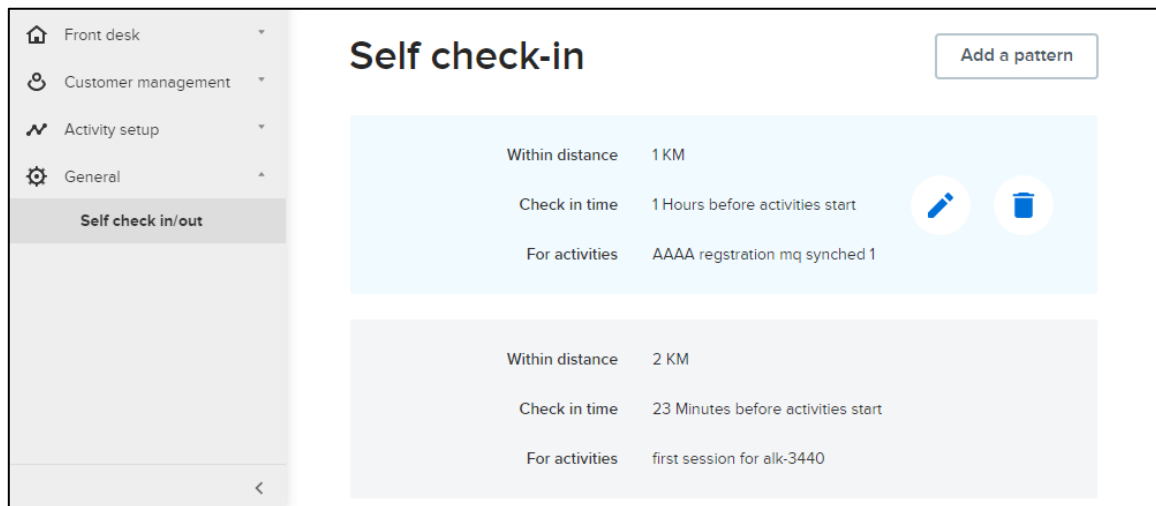 Front desk
Customer management
Activity setup
General
Self check in/out
Self check-in
Add a pattern
Within distance 1 KM
Check in time 1 Hours before activities start
For activities AAAA regstration mq synched 1
Within distance 2 KM
Check in time 23 Minutes before activities start
For activities first session for alk-3440